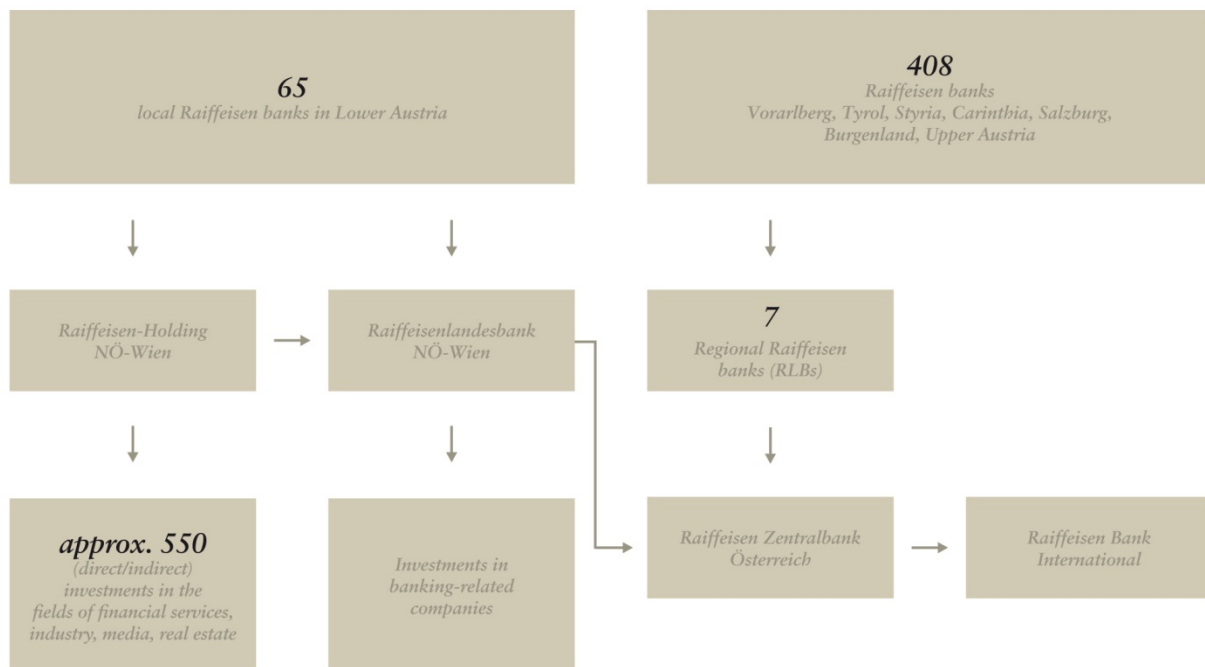 65
local Raiffeisen banks in Lower Austria
408
Raiffeisen banks
Vorarlberg, Tyrol, Styria, Carinthia, Salzburg,
Burgenland, Upper Austria
Raiffeisen-Holding
NÖ-Wien
Raiffeisenlandesbank
NÖ-Wien
7
Regional Raiffeisen
banks (RLBs)
approx. 550
(direct/indirect)
investments in the
fields of financial services,
industry, media, real estate
Investments in
banking-related
companies
Raiffeisen Zentralbank
Österreich
Raiffeisen Bank
International